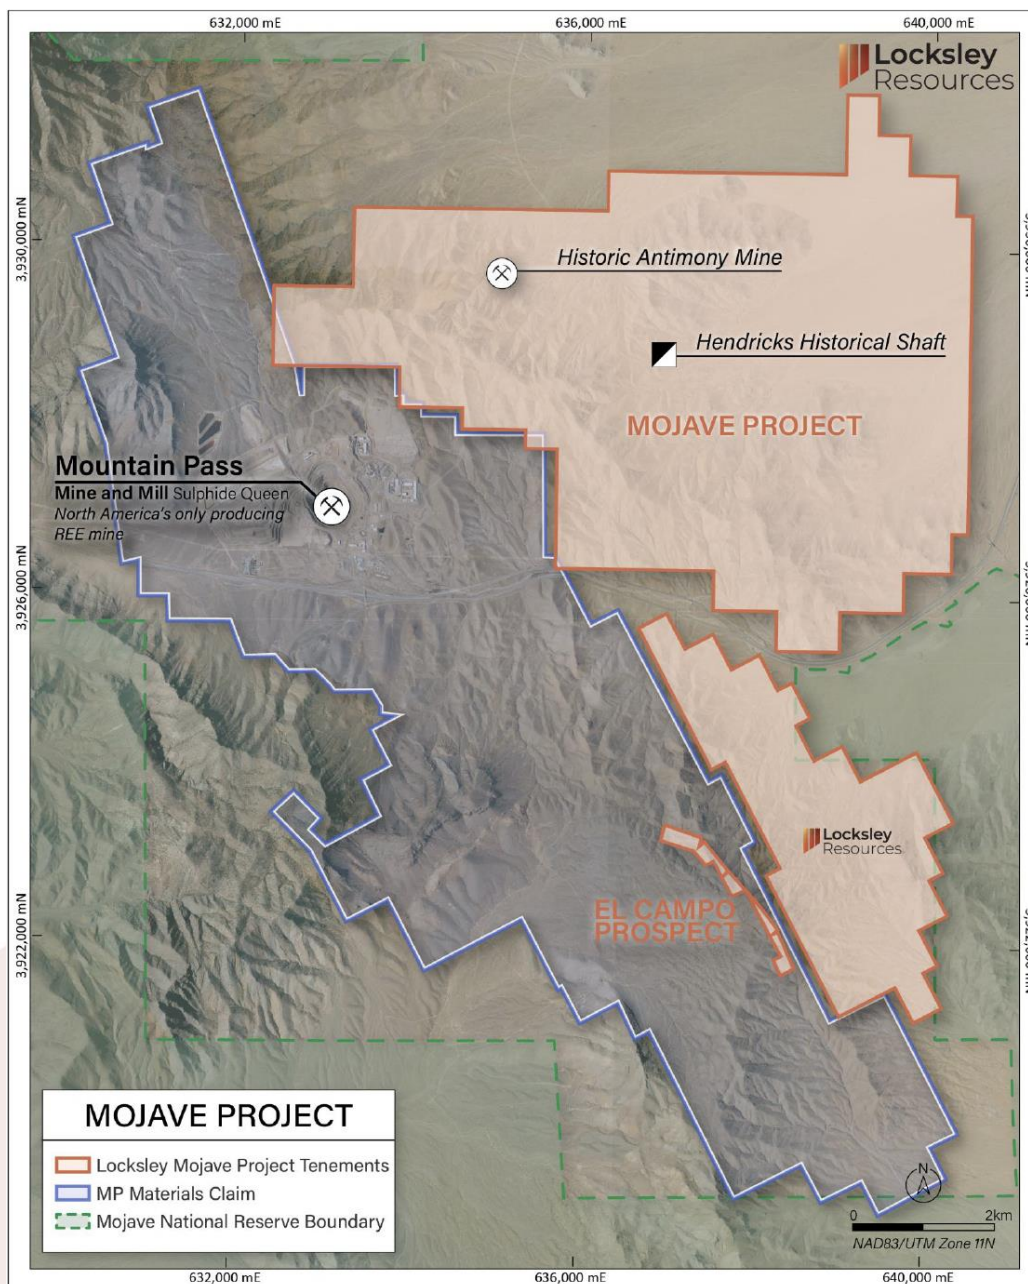 632,000 mE
636,000 mE
640,000 mE
Locksley
Resources
3,930,000 mN
Historic Antimony Mine
Hendricks Historical Shaft
MOJAVE PROJECT
Mountain Pass
Mine and Mill Sulphide Queen
North America's only producing
REE mine
3,926,000 mN
Locksley
Resources
EL CAMPO
PROSPECT
3,922,000 mN
MOJAVE PROJECT
Locksley Mojave Project Tenements
MP Materials Claim
Mojave National Reserve Boundary
N
0 2km
NAD83/UTM Zone 11N
632,000 mE
636,000 mE
640,000 mE